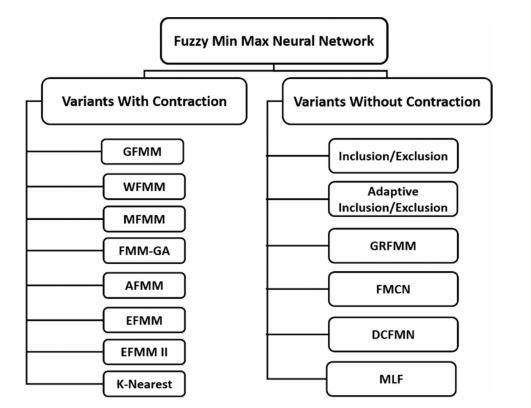 Fuzzy Min Max Neural Network
Variants With Contraction
GFMM
WFMM
MFMM
FMM-GA
AFMM
EFMM
EFMM II
K-Nearest
Variants Without Contraction
Inclusion/Exclusion
Adaptive
Inclusion/Exclusion
GRFMM
FMCN
DCFMN
MLF